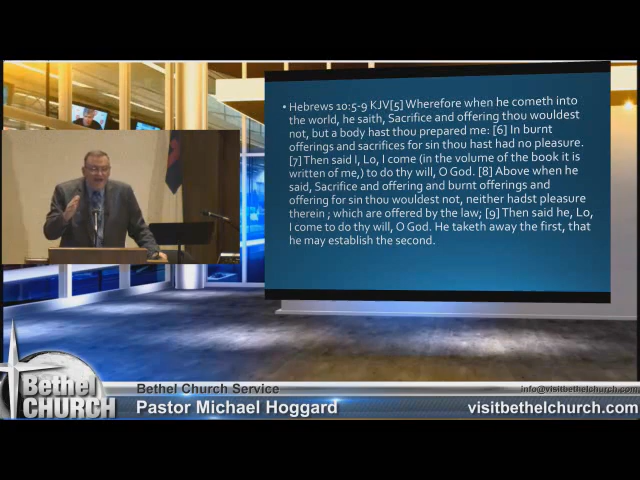 • Hebrews 10:5-9 KJV[5] Wherefore when he cometh into
the world, he saith, Sacrifice and offering thou wouldest
not, but a body hast thou prepared me: [6] In burnt
offerings and sacrifices for sin thou hast had no pleasure.
[7] Then said I, Lo, I come (in the volume of the book it is
written of me,) to do thy will, O God. [8] Above when he
said, Sacrifice and offering and burnt offerings and
offering for sin thou wouldest not, neither hadst pleasure
therein ; which are offered by the law; [9] Then said he, Lo,
I come to do thy will, O God. He taketh away the first, that
he may establish the second.
Bethel
CHURCH
Bethel Church Service
info@visitbethelchurch.com
Pastor Michael Hoggard
visitbethelchurch.com